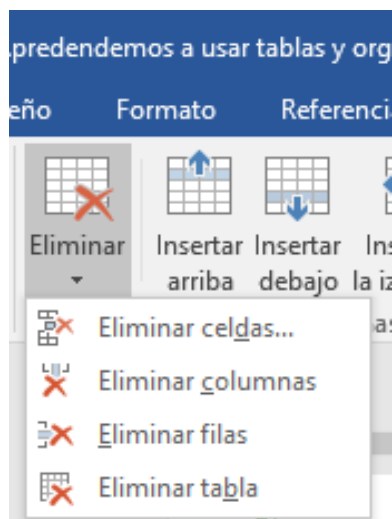 Apredendemos a usar tablas y org
eño Formato Referenci
Eliminar Insertar Insertar Ins
arriba debajo la iz
as
Eliminar celdas...
Eliminar columnas
Eliminar filas
Eliminar tabla